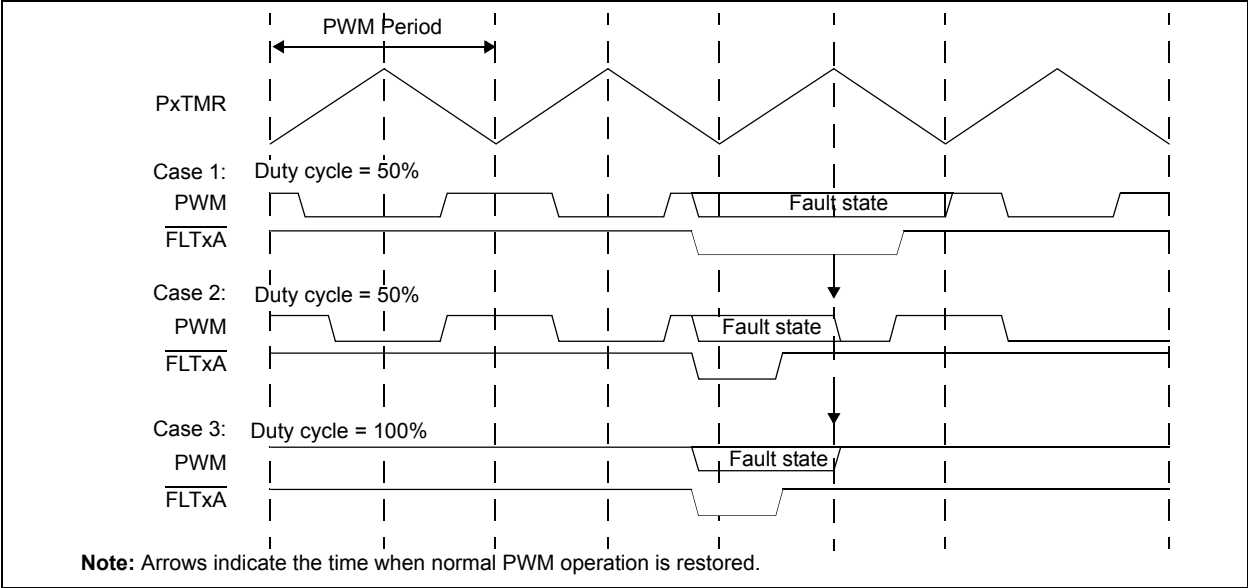 PWM Period
PxTMR
Case 1: Duty cycle = 50%
PWM Fault state
FLTxA
Case 2: Duty cycle = 50%
PWM Fault state
FLTxA
Case 3: Duty cycle = 100%
PWM Fault state
FLTxA
Note: Arrows indicate the time when normal PWM operation is restored.